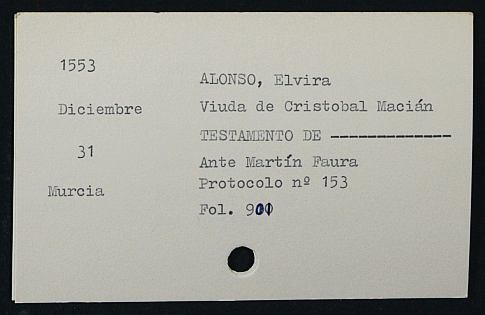 1553
ALONSO, Elvira
Diciembre
Viuda de Cristobal Macián
TESTAMENTO DE -------------
31
Ante Martín Faura
Murcia
Protocolo nº 153
Fol.